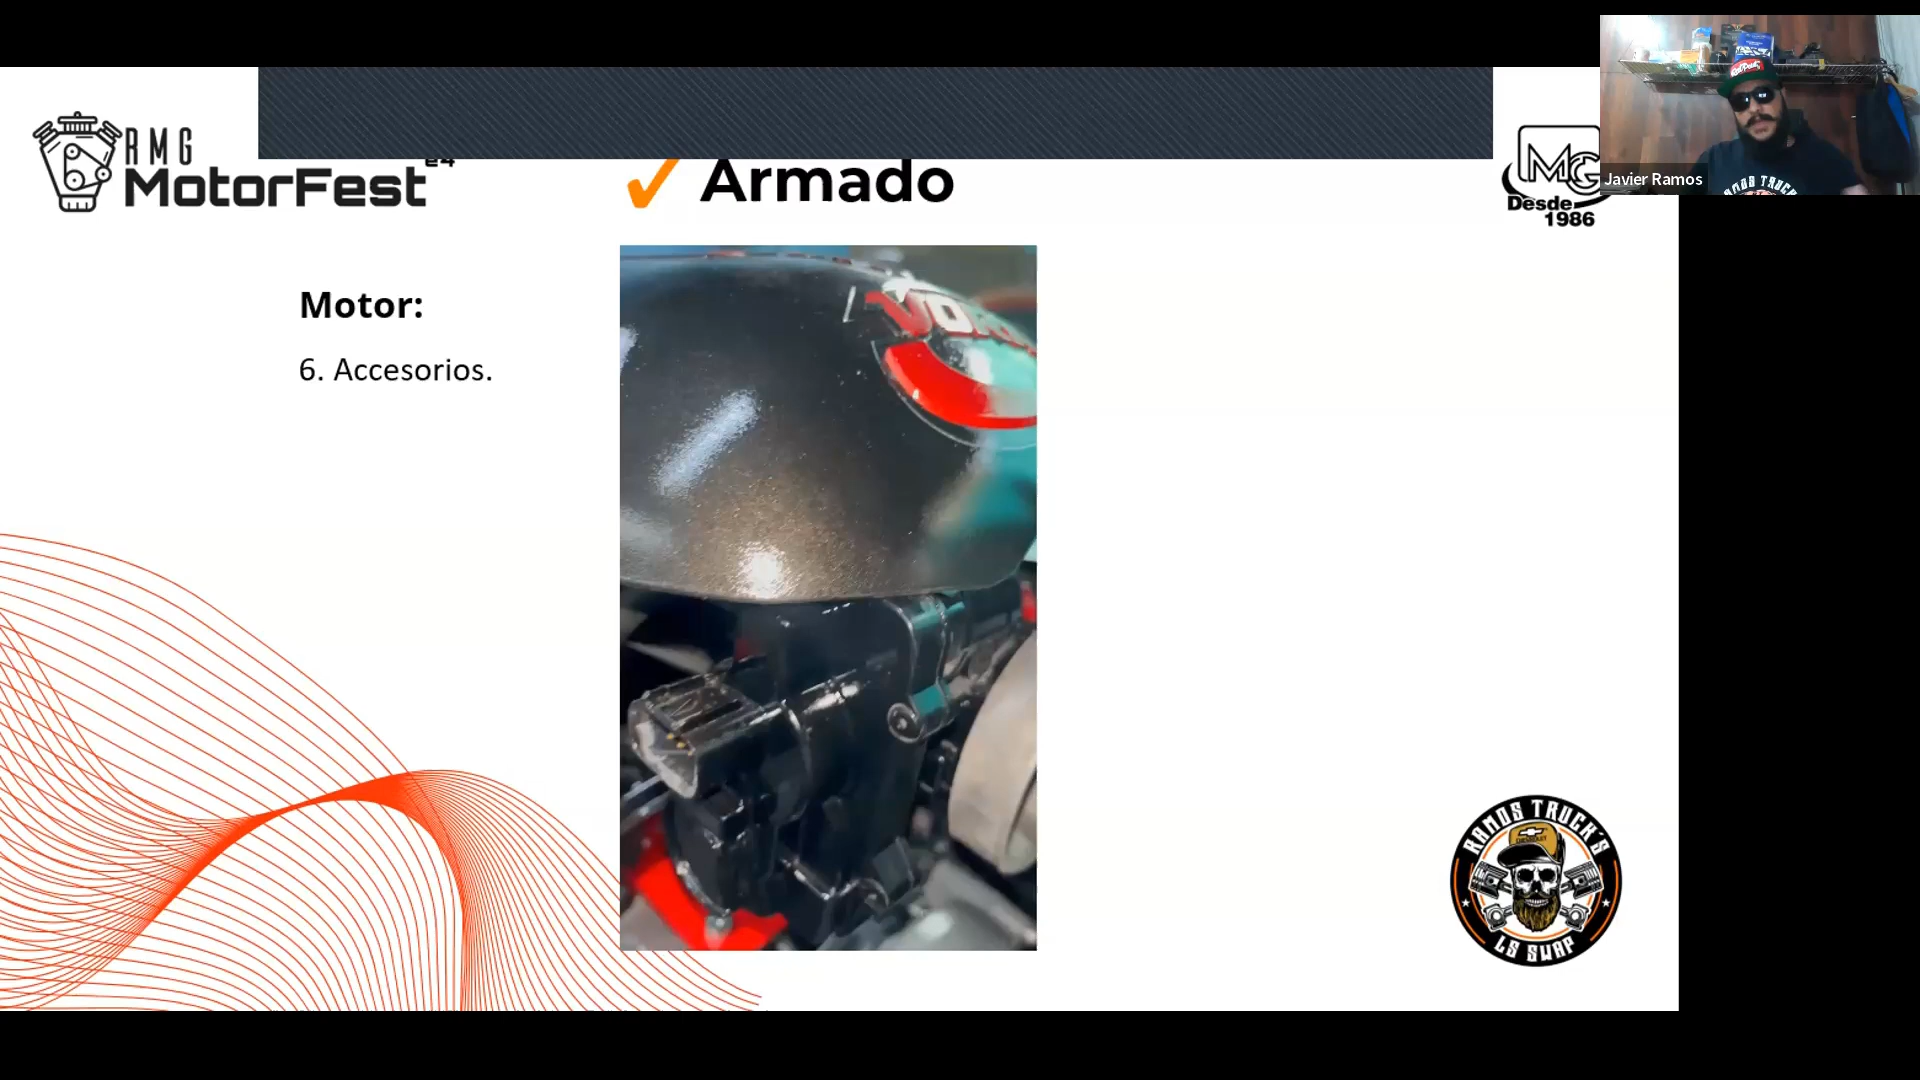 RMG
MotorFest
Armado
MG
Desde
1986
Javier Ramos
Motor:
6. Accesorios.
RAMOS TRUCK'S
LS SWAP